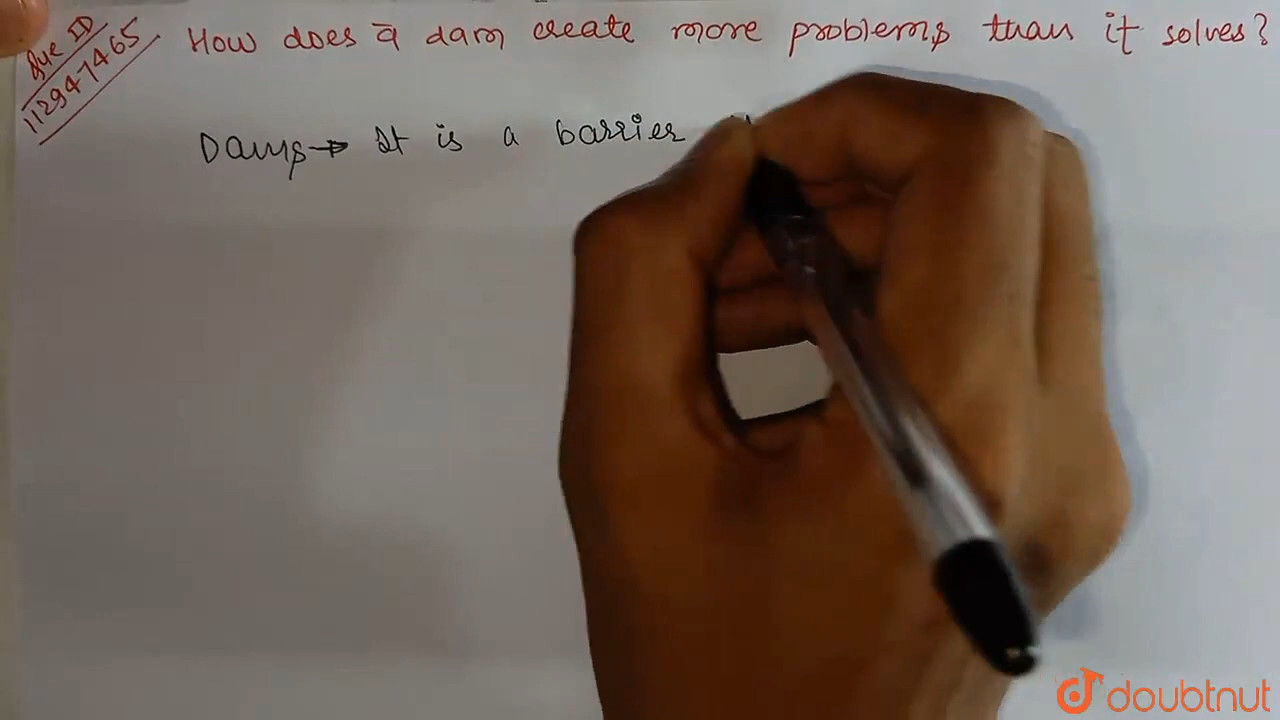 Que ID
112947465
How does a dam create more problems than it solves?
Dams → It is a barrier
doubtnut